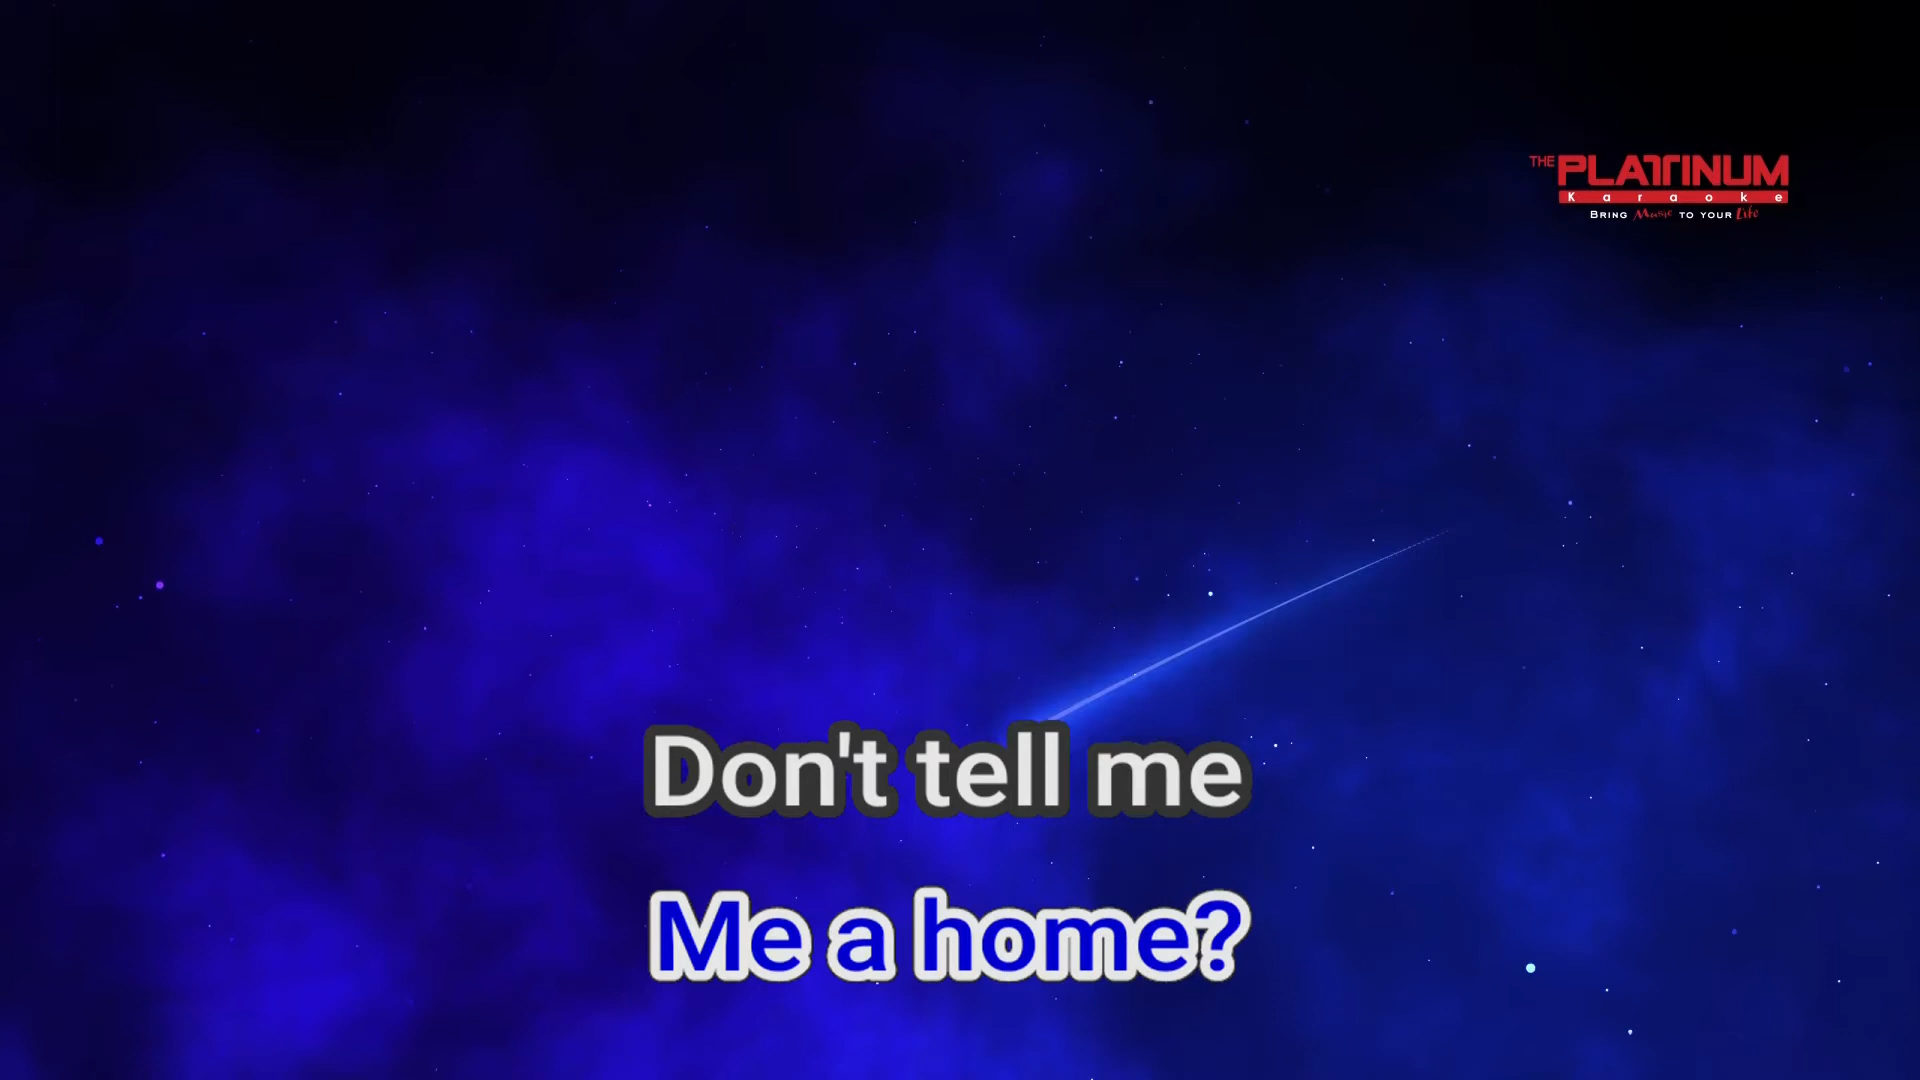 THE PLATINUM
Karaoke
BRING Music TO YOUR Life
Don't tell me
Me a home?